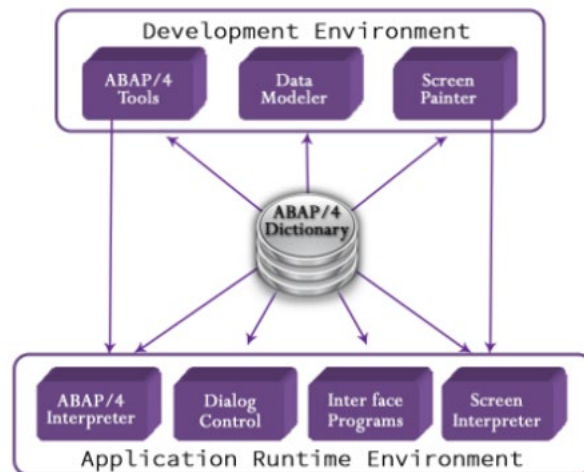 Development Environment
ABAP/4
Tools
Data
Modeler
Screen
Painter
ABAP/4
Dictionary
ABAP/4
Interpreter
Dialog
Control
Inter face
Programs
Screen
Interpreter
Application Runtime Environment